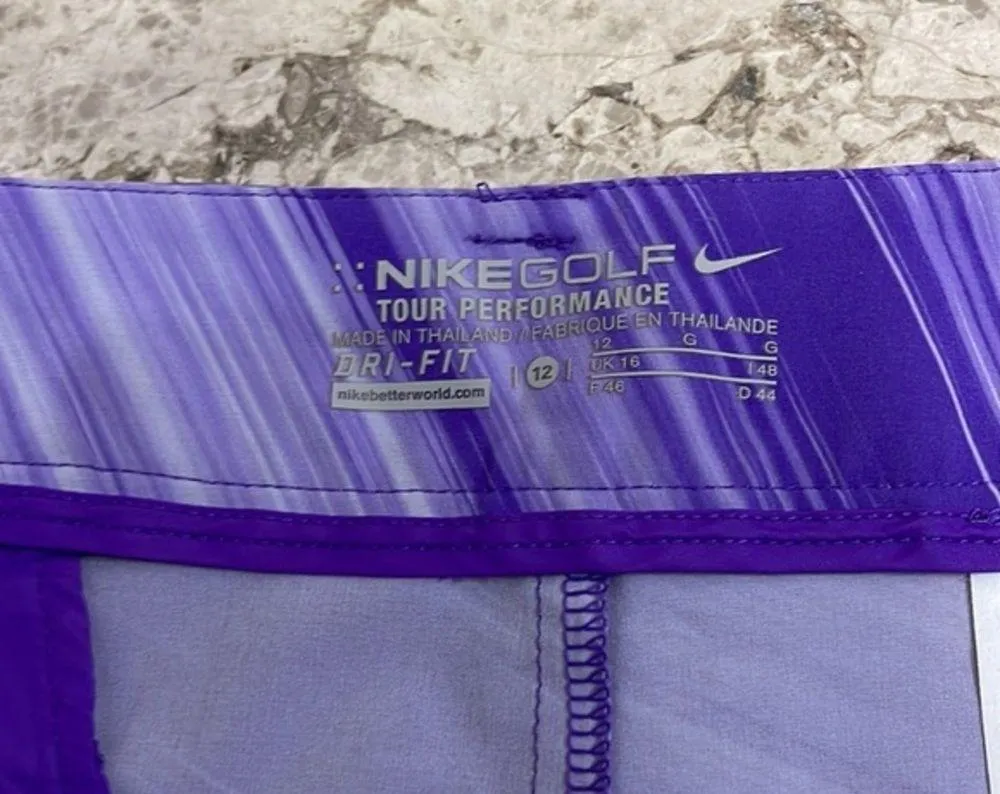 ::NIKEGOLF
TOUR PERFORMANCE
MADE IN THAILAND // FABRIQUE EN THAILANDE
DRI-FIT
nikebetterworld.com
12
12 G G
UK 16 I 48
F 46 D 44